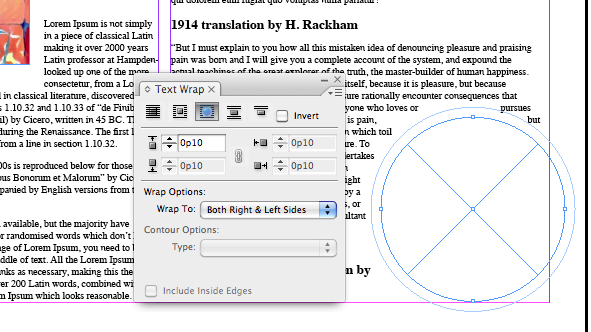 qui dolorem eum fugiat quo voluptas nulla pariatur?"
Lorem Ipsum is not simply
in a piece of classical Latin
making it over 2000 years
Latin professor at Hampden-
looked up one of the more
consectetur, from a Lo
in classical literature, discovered
s 1.10.32 and 1.10.33 of "de Finib
il) by Cicero, written in 45 BC. Th
during the Renaissance. The first l
from a line in section 1.10.32.
00s is reproduced below for those
ous Bonorum et Malorum" by Cic
panied by English versions from t
available, but the majority have
or randomised words which don't
ge of Lorem Ipsum, you need to b
ddle of text. All the Lorem Ipsum
nks as necessary, making this the
ver 200 Latin words, combined wi
m Ipsum which looks reasonable.
1914 translation by H. Rackham
"But I must explain to you how all this mistaken idea of denouncing pleasure and praising
pain was born and I will give you a complete account of the system, and expound the
actual teachings of the great explorer of the truth, the master-builder of human happiness.
itself, because it is pleasure, but because
ure rationally encounter consequences that
yone who loves or pursues
is pain, but
n which toil
ure. To
dertakes
ight
by a
s, or
ultant
n by
Text Wrap
Invert
0p10
0p10
0p10
0p10
Wrap Options:
Wrap To: Both Right & Left Sides
Contour Options:
Type:
Include Inside Edges